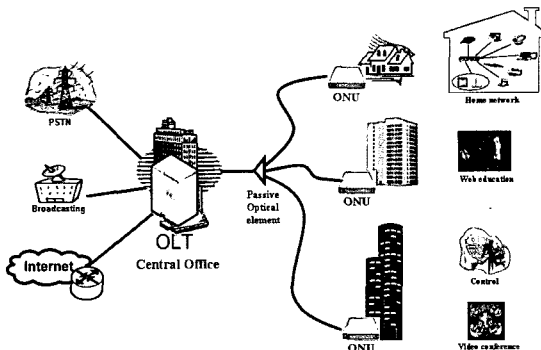 PSTN
Broadcasting
Internet
OLT
Central Office
Passive
Optical
element
ONU
ONU
ONU
Home network
Web education
Control
Video conference